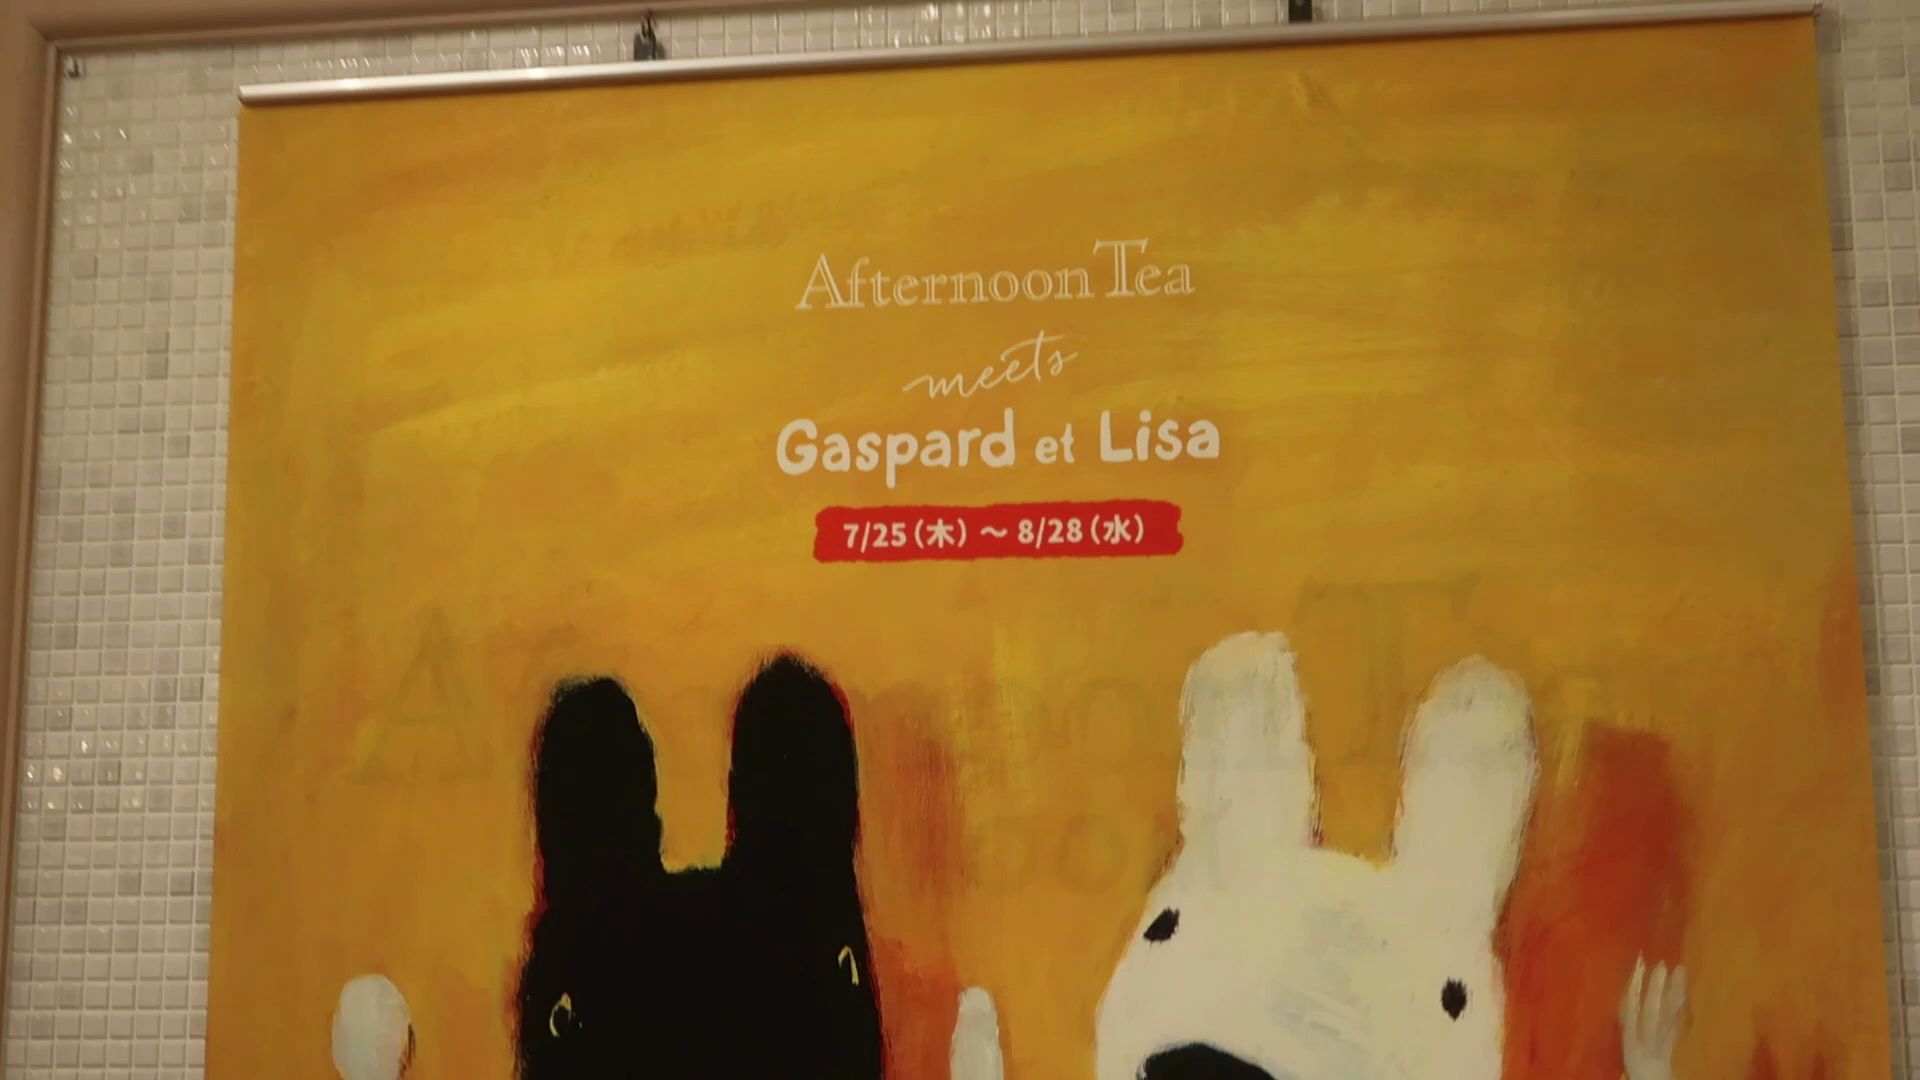 Afternoon Tea
meets
Gaspard et Lisa
7/25(木)～8/28(水)